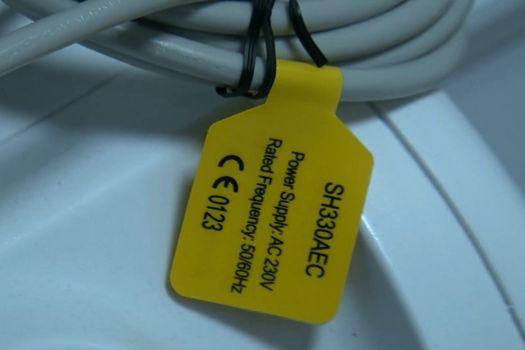 SH330AEC
Power Supply: AC 230V
Rated Frequency: 50/60Hz
CE 0123